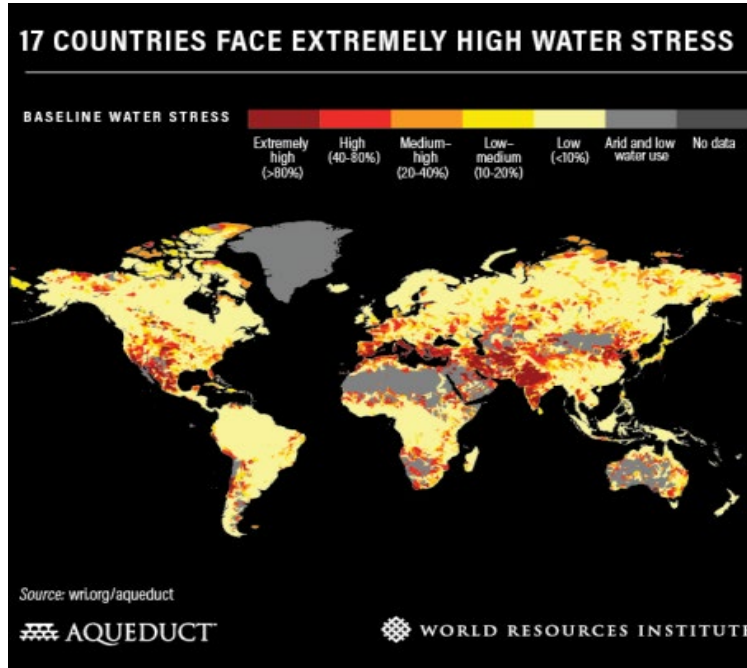 17 COUNTRIES FACE EXTREMELY HIGH WATER STRESS
BASELINE WATER STRESS
Extremely
high
(>80%)
High
(40-80%)
Medium–
high
(20-40%)
Low–
medium
(10-20%)
Low
(<10%)
Arid and low
water use
No data
Source: wri.org/aqueduct
AQUEDUCT
WORLD RESOURCES INSTITUTE